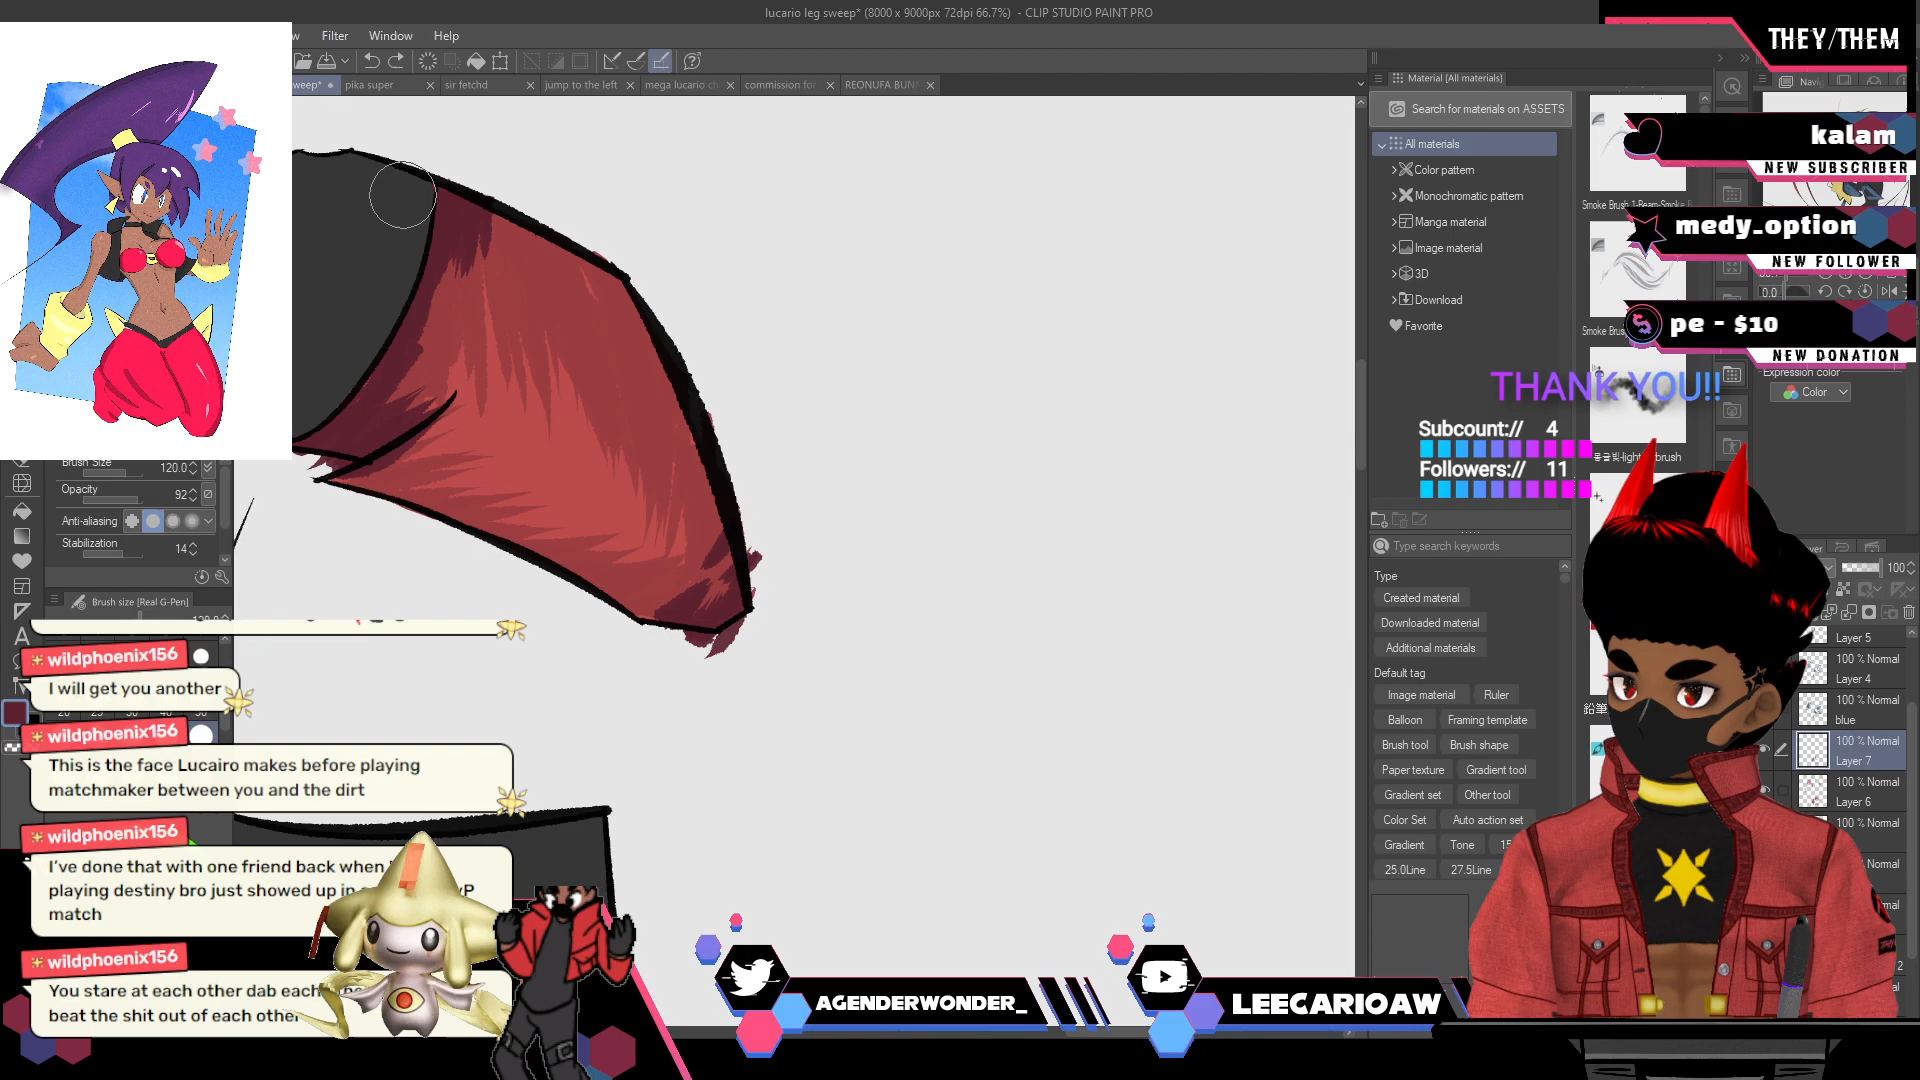 lucario leg sweep* (8000 x 9000px 72dpi 66.7%) - CLIP STUDIO PAINT PRO
Filter
Window
Help
pika super
sir fetchd
jump to the left
mega lucario ch
commission for
REONUFA BUNN
Material [All materials]
Search for materials on ASSETS
All materials
Color pattern
Monochromatic pattern
Manga material
Image material
3D
Download
Favorite
Type search keywords
Type
Created material
Downloaded material
Additional materials
Default tag
Image material
Ruler
Balloon
Framing template
Brush tool
Brush shape
Paper texture
Gradient tool
Gradient set
Other tool
Color Set
Auto action set
Gradient
Tone
25.0Line
27.5Line
THEY/THEM
kalam
NEW SUBSCRIBER
medy_option
NEW FOLLOWER
pe - $10
NEW DONATION
Expression color
Color
THANK YOU!!
Subcount:// 4
Followers:// 11
Brush Size
120.0
Opacity
92
Anti-aliasing
Stabilization
14
Brush size [Real G-Pen]
wildphoenix156
I will get you another
wildphoenix156
This is the face Lucairo makes before playing
matchmaker between you and the dirt
wildphoenix156
I've done that with one friend back when
playing destiny bro just showed up in
match
wildphoenix156
You stare at each other dab each
beat the shit out of each other
100
Layer 5
100 % Normal
Layer 4
100 % Normal
blue
100 % Normal
Layer 7
100 % Normal
Layer 6
AGENDERWONDER_
LEECARIOAW